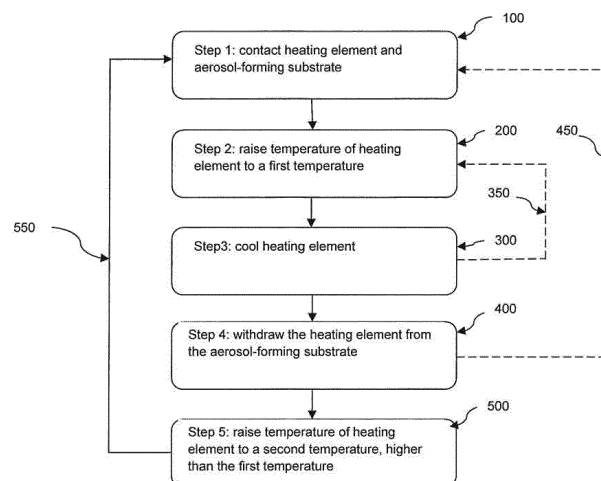 100
Step 1: contact heating element and
aerosol-forming substrate
200
Step 2: raise temperature of heating
element to a first temperature
450
350
550
300
Step3: cool heating element
400
Step 4: withdraw the heating element from
the aerosol-forming substrate
500
Step 5: raise temperature of heating
element to a second temperature, higher
than the first temperature